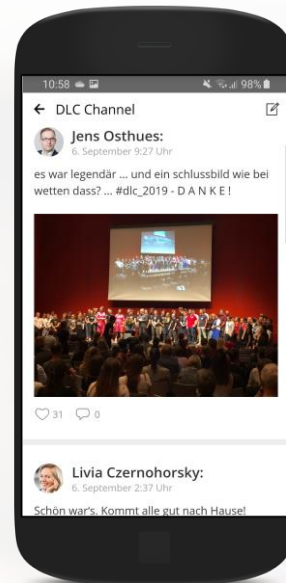 10:58
98%
DLC Channel
Jens Osthues:
6. September 9:27 Uhr
es war legendär ... und ein schlussbild wie bei
wetten dass? ... #dlc_2019 - D A N K E !
31
0
Livia Czernohorsky:
6. September 2:37 Uhr
Schön war's. Kommt alle gut nach Hause!